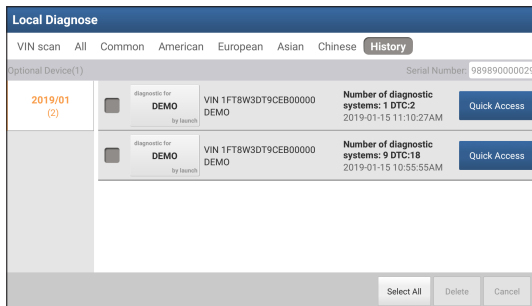 Local Diagnose
VIN scan All Common American European Asian Chinese History
Optional Device(1) Serial Number: 98989000002
2019/01
(2)
diagnostic for
DEMO
by launch
VIN 1FT8W3DT9CEB00000
DEMO
Number of diagnostic
systems: 1 DTC:2
2019-01-15 11:10:27AM
Quick Access
diagnostic for
DEMO
by launch
VIN 1FT8W3DT9CEB00000
DEMO
Number of diagnostic
systems: 9 DTC:18
2019-01-15 10:55:55AM
Quick Access
Select All Delete Cancel